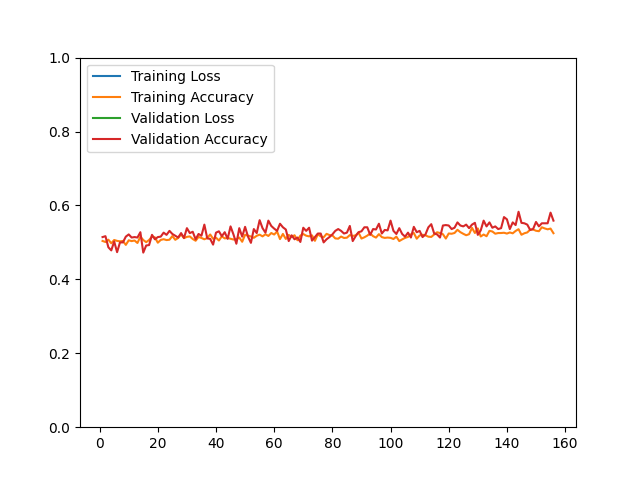 1.0
0.8
0.6
0.4
0.2
0.0
Training Loss
Training Accuracy
Validation Loss
Validation Accuracy
0 20 40 60 80 100 120 140 160